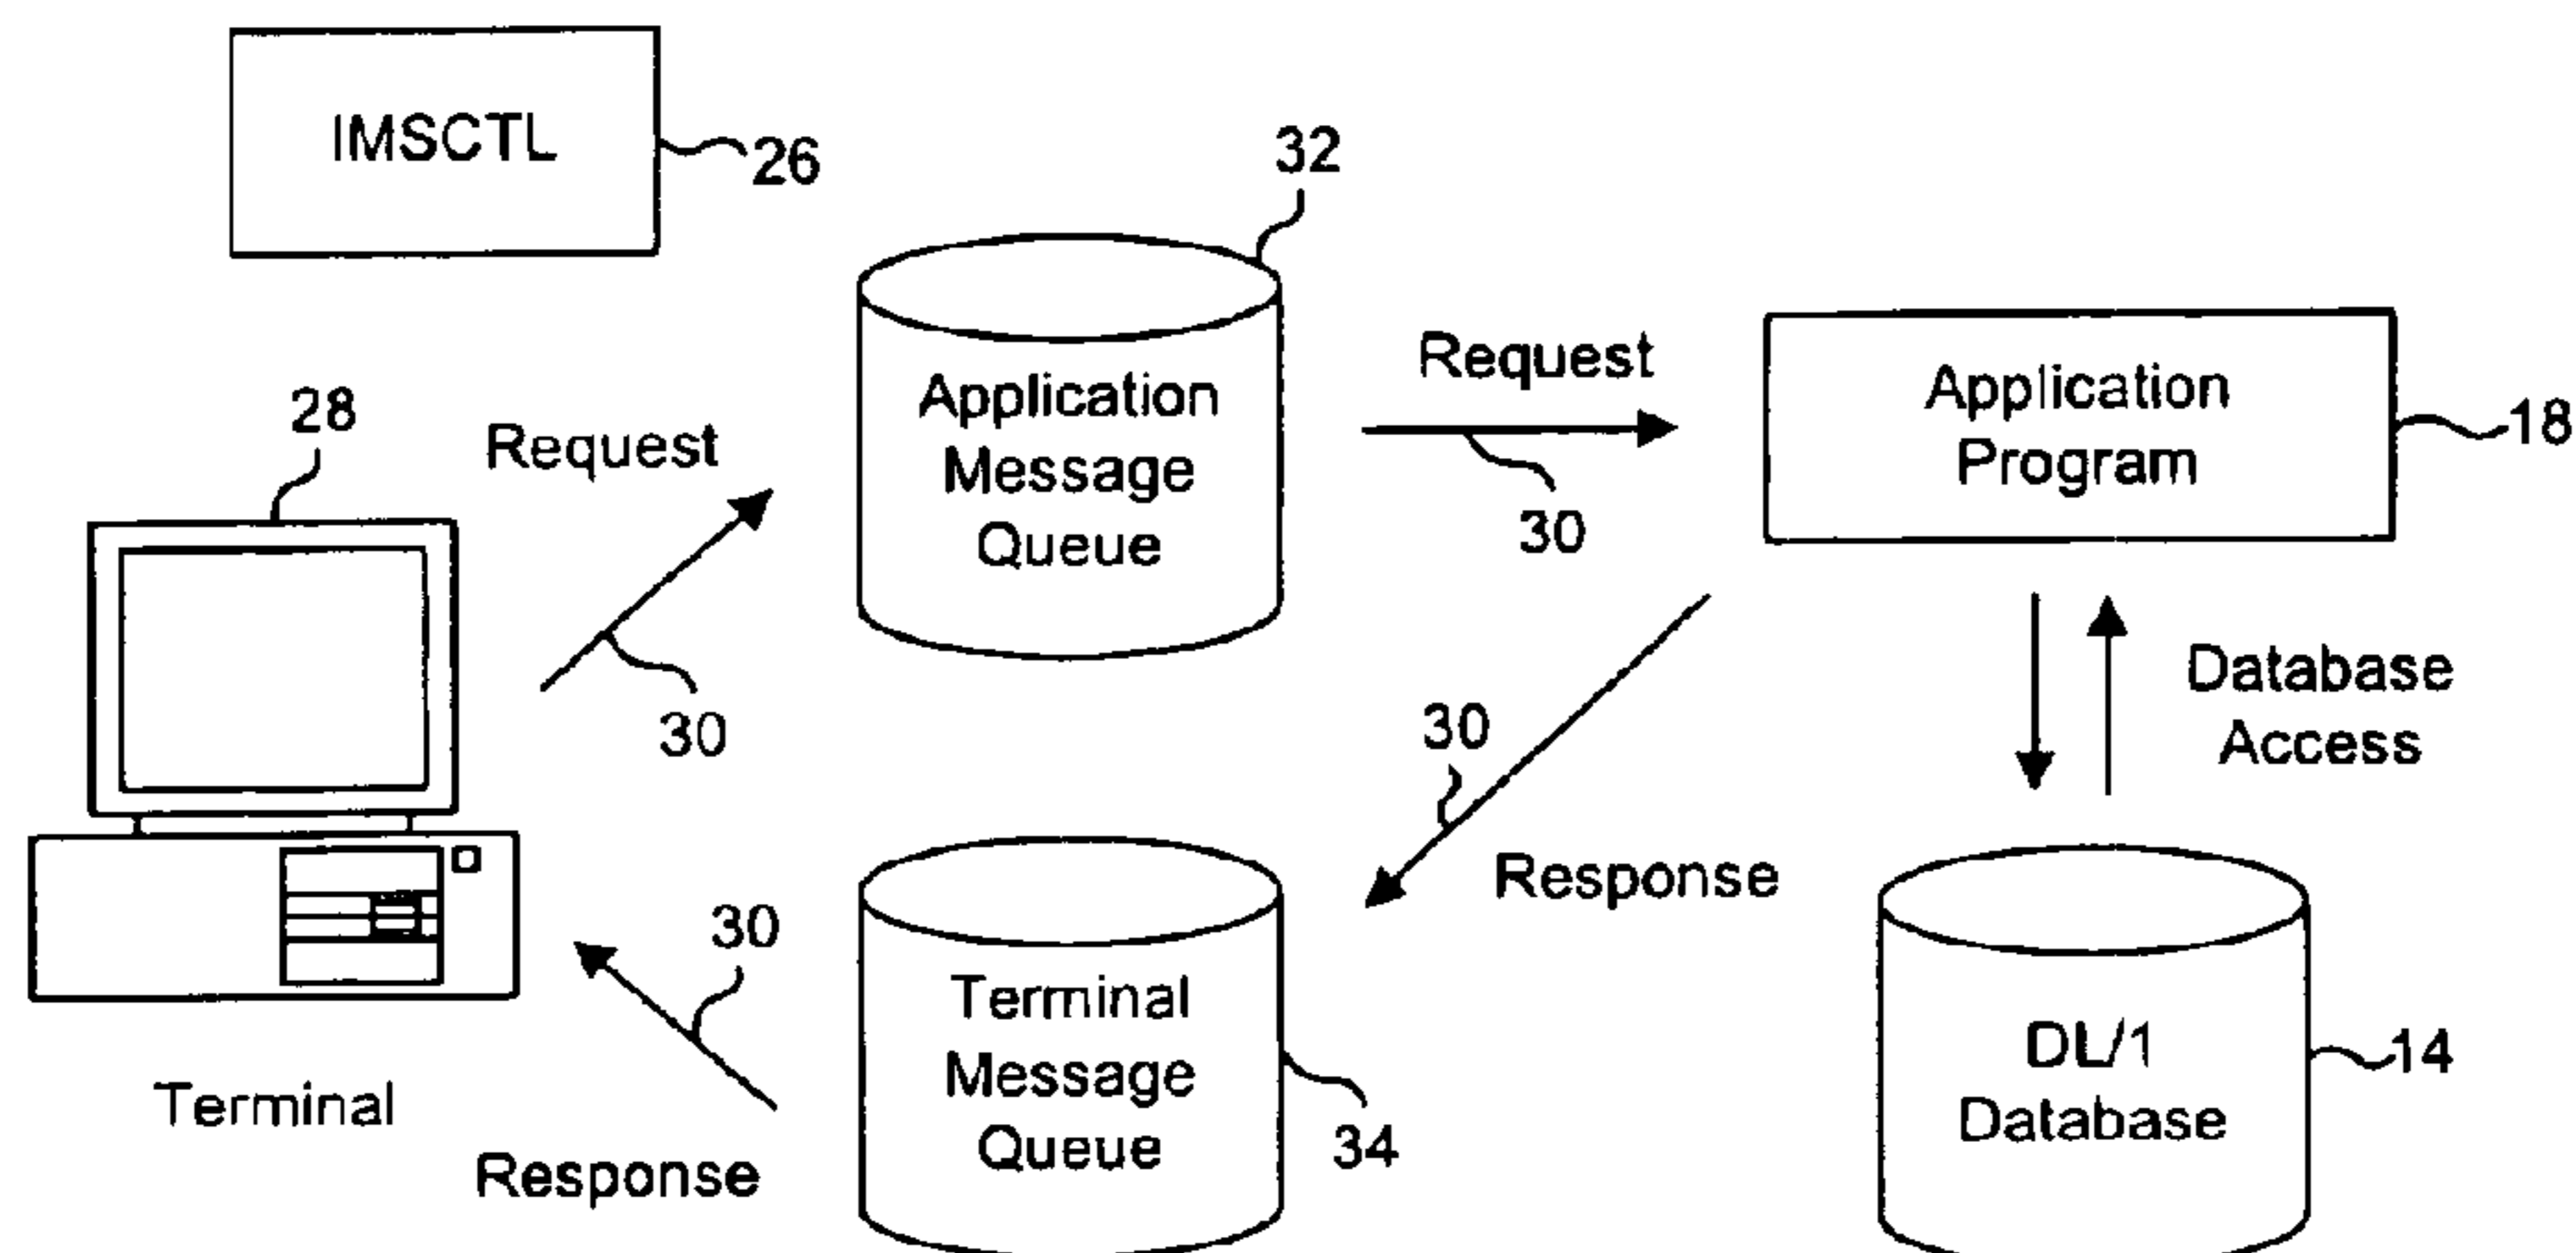 IMSCTL
26
32
Application
Message
Queue
Request
30
Application
Program
18
28
Request
30
Database
Access
30
Response
Terminal
Message
Queue
34
DL/1
Database
14
30
Response
Terminal